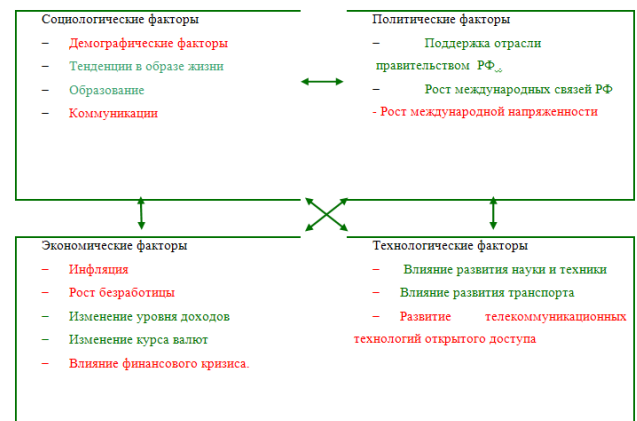 Социологические факторы
– Демографические факторы
– Тенденции в образе жизни
– Образование
– Коммуникации
Политические факторы
– Поддержка отрасли
правительством РФ.
– Рост международных связей РФ
- Рост международной напряженности
Экономические факторы
– Инфляция
– Рост безработицы
– Изменение уровня доходов
– Изменение курса валют
– Влияние финансового кризиса.
Технологические факторы
– Влияние развития науки и техники
– Влияние развития транспорта
– Развитие телекоммуникационных
технологий открытого доступа